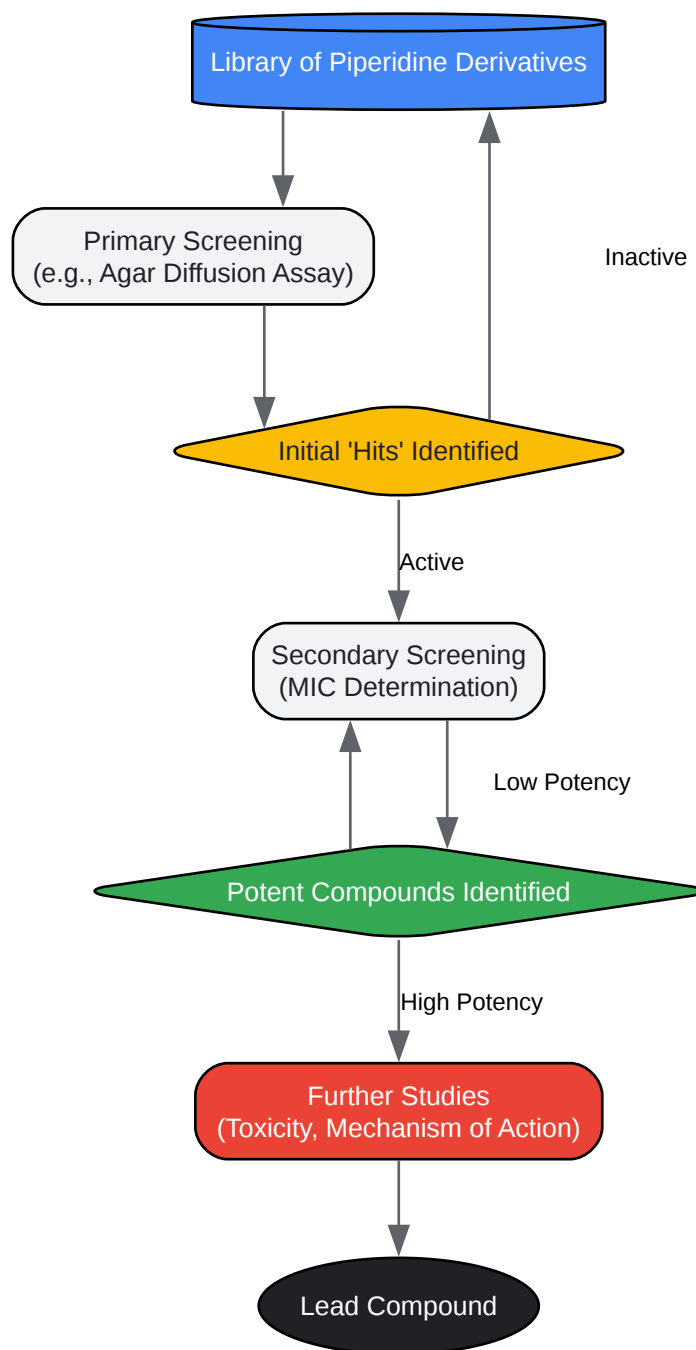 Library of Piperidine Derivatives
Primary Screening
(e.g., Agar Diffusion Assay)
Inactive
Initial 'Hits' Identified
Active
Secondary Screening
(MIC Determination)
Low Potency
Potent Compounds Identified
High Potency
Further Studies
(Toxicity, Mechanism of Action)
Lead Compound